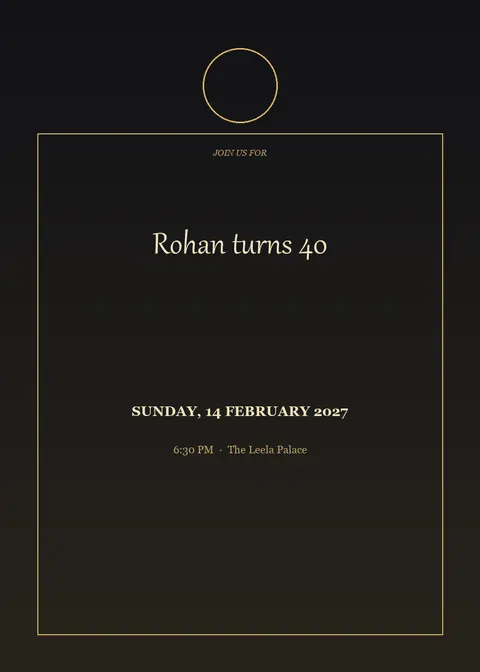 JOIN US FOR
Rohan turns 40
SUNDAY, 14 FEBRUARY 2027
6:30 PM · The Leela Palace